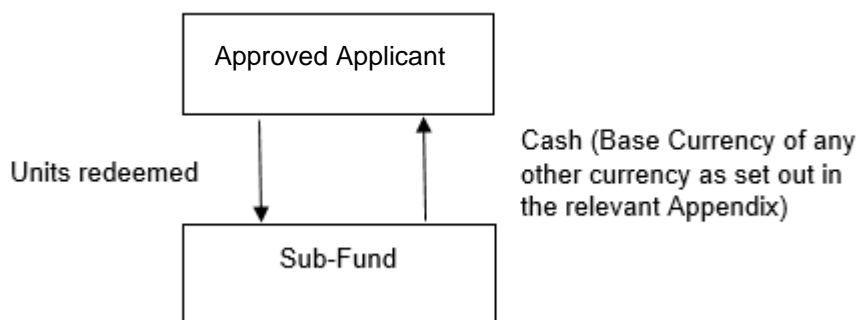 Approved Applicant
Units redeemed
Cash (Base Currency of any
other currency as set out in
the relevant Appendix)
Sub-Fund